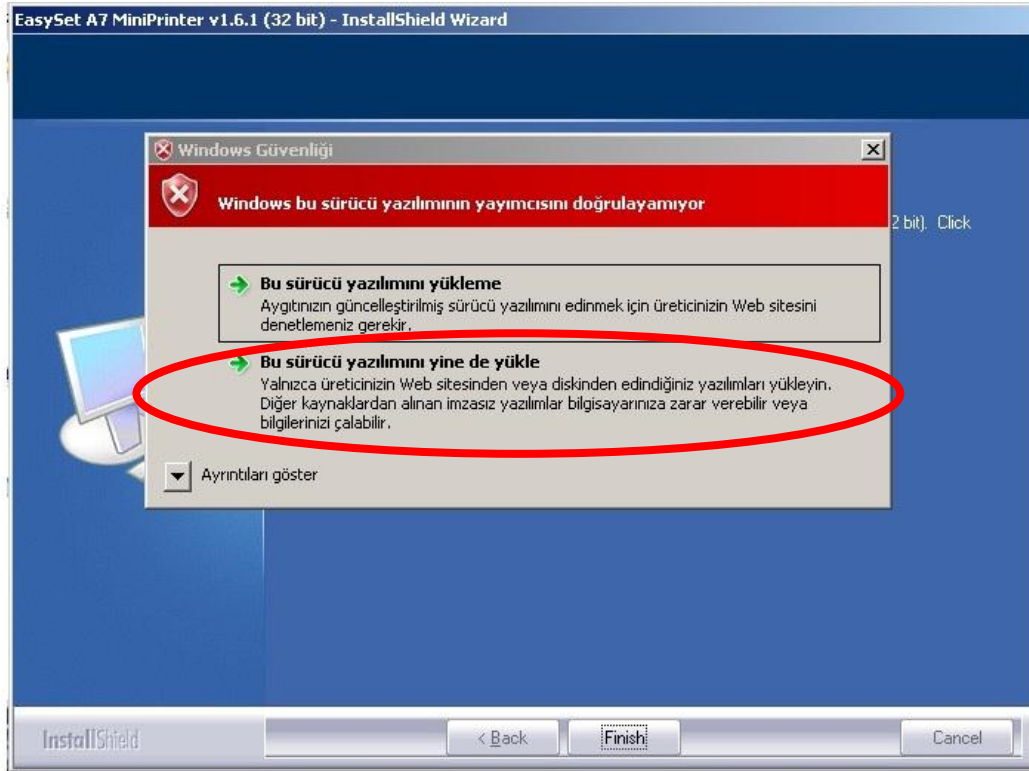 EasySet A7 MiniPrinter v1.6.1 (32 bit) - InstallShield Wizard
Windows Güvenliği
Windows bu sürücü yazılımının yayımcısını doğrulayamıyor
2 bit). Click
Bu sürücü yazılımını yükleme
Aygıtınızın güncelleştirilmiş sürücü yazılımını edinmek için üreticinizin Web sitesini
denetlemeniz gerekir.
Bu sürücü yazılımını yine de yükle
Yalnızca üreticinizin Web sitesinden veya diskinden edindiğiniz yazılımları yükleyin.
Diğer kaynaklardan alınan imzasız yazılımlar bilgisayarınıza zarar verebilir veya
bilgilerinizi çalabilir.
Ayrıntıları göster
InstallShield
< Back
Finish
Cancel